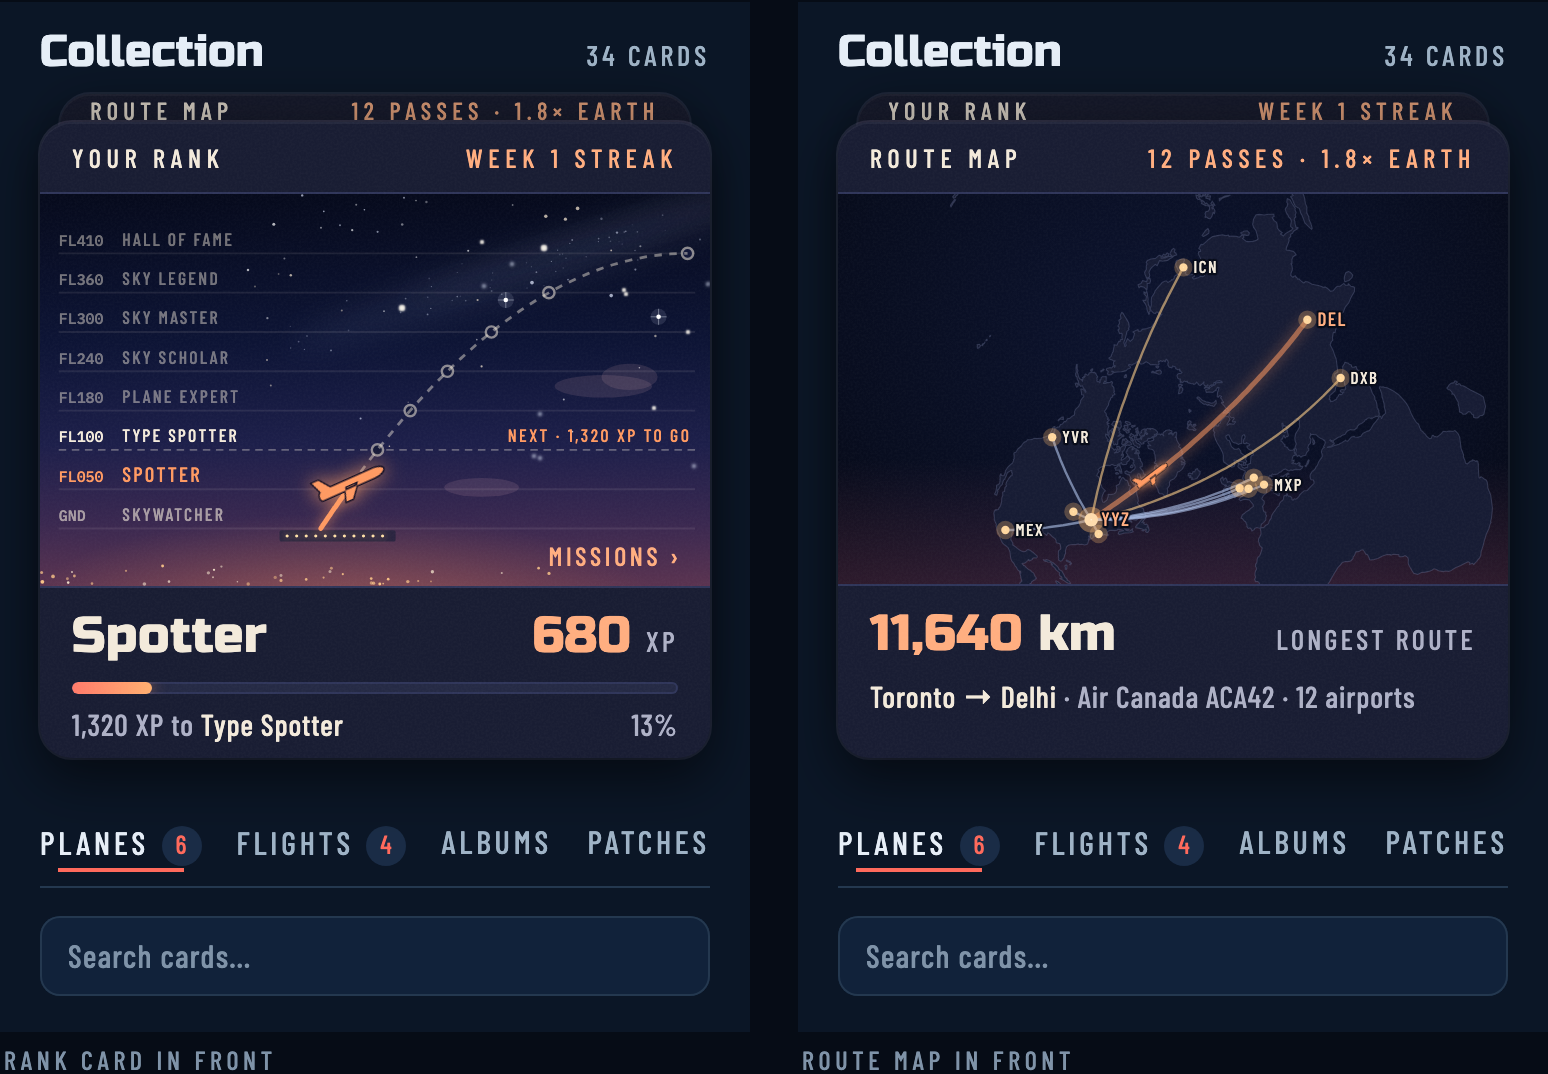 Collection
34 CARDS
ROUTE MAP
12 PASSES · 1.8× EARTH
YOUR RANK
WEEK 1 STREAK
FL410 HALL OF FAME
FL360 SKY LEGEND
FL300 SKY MASTER
FL240 SKY SCHOLAR
FL180 PLANE EXPERT
FL100 TYPE SPOTTER
NEXT · 1,320 XP TO GO
FL050 SPOTTER
GND SKYWATCHER
MISSIONS ›
Spotter
680 XP
1,320 XP to Type Spotter
13%
PLANES 6
FLIGHTS 4
ALBUMS
PATCHES
Search cards...
RANK CARD IN FRONT
Collection
34 CARDS
YOUR RANK
WEEK 1 STREAK
ROUTE MAP
12 PASSES · 1.8× EARTH
ICN
DEL
DXB
YVR
MXP
YYZ
MEX
11,640 km
LONGEST ROUTE
Toronto → Delhi · Air Canada ACA42 · 12 airports
PLANES 6
FLIGHTS 4
ALBUMS
PATCHES
Search cards...
ROUTE MAP IN FRONT